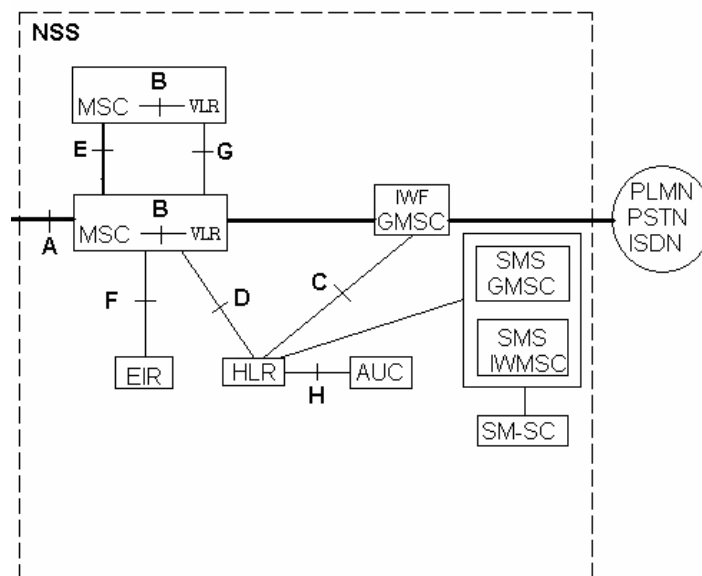 NSS
B
MSC VLR
E
G
B
MSC VLR
A
IWF
GMSC
PLMN
PSTN
ISDN
F
D
C
SMS
GMSC
SMS
IWMSC
EIR
HLR
H
AUC
SM-SC